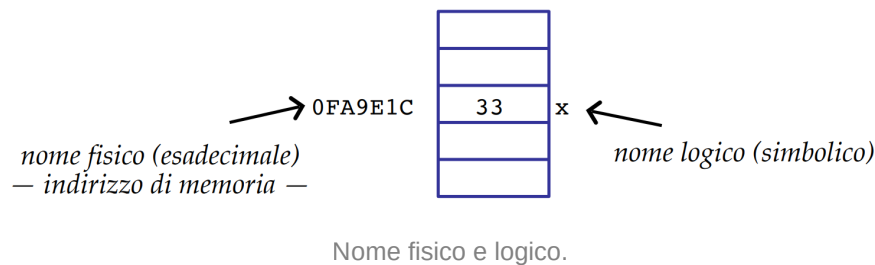 0FA9E1C 33 x
nome fisico (esadecimale)
— indirizzo di memoria —
nome logico (simbolico)
Nome fisico e logico.